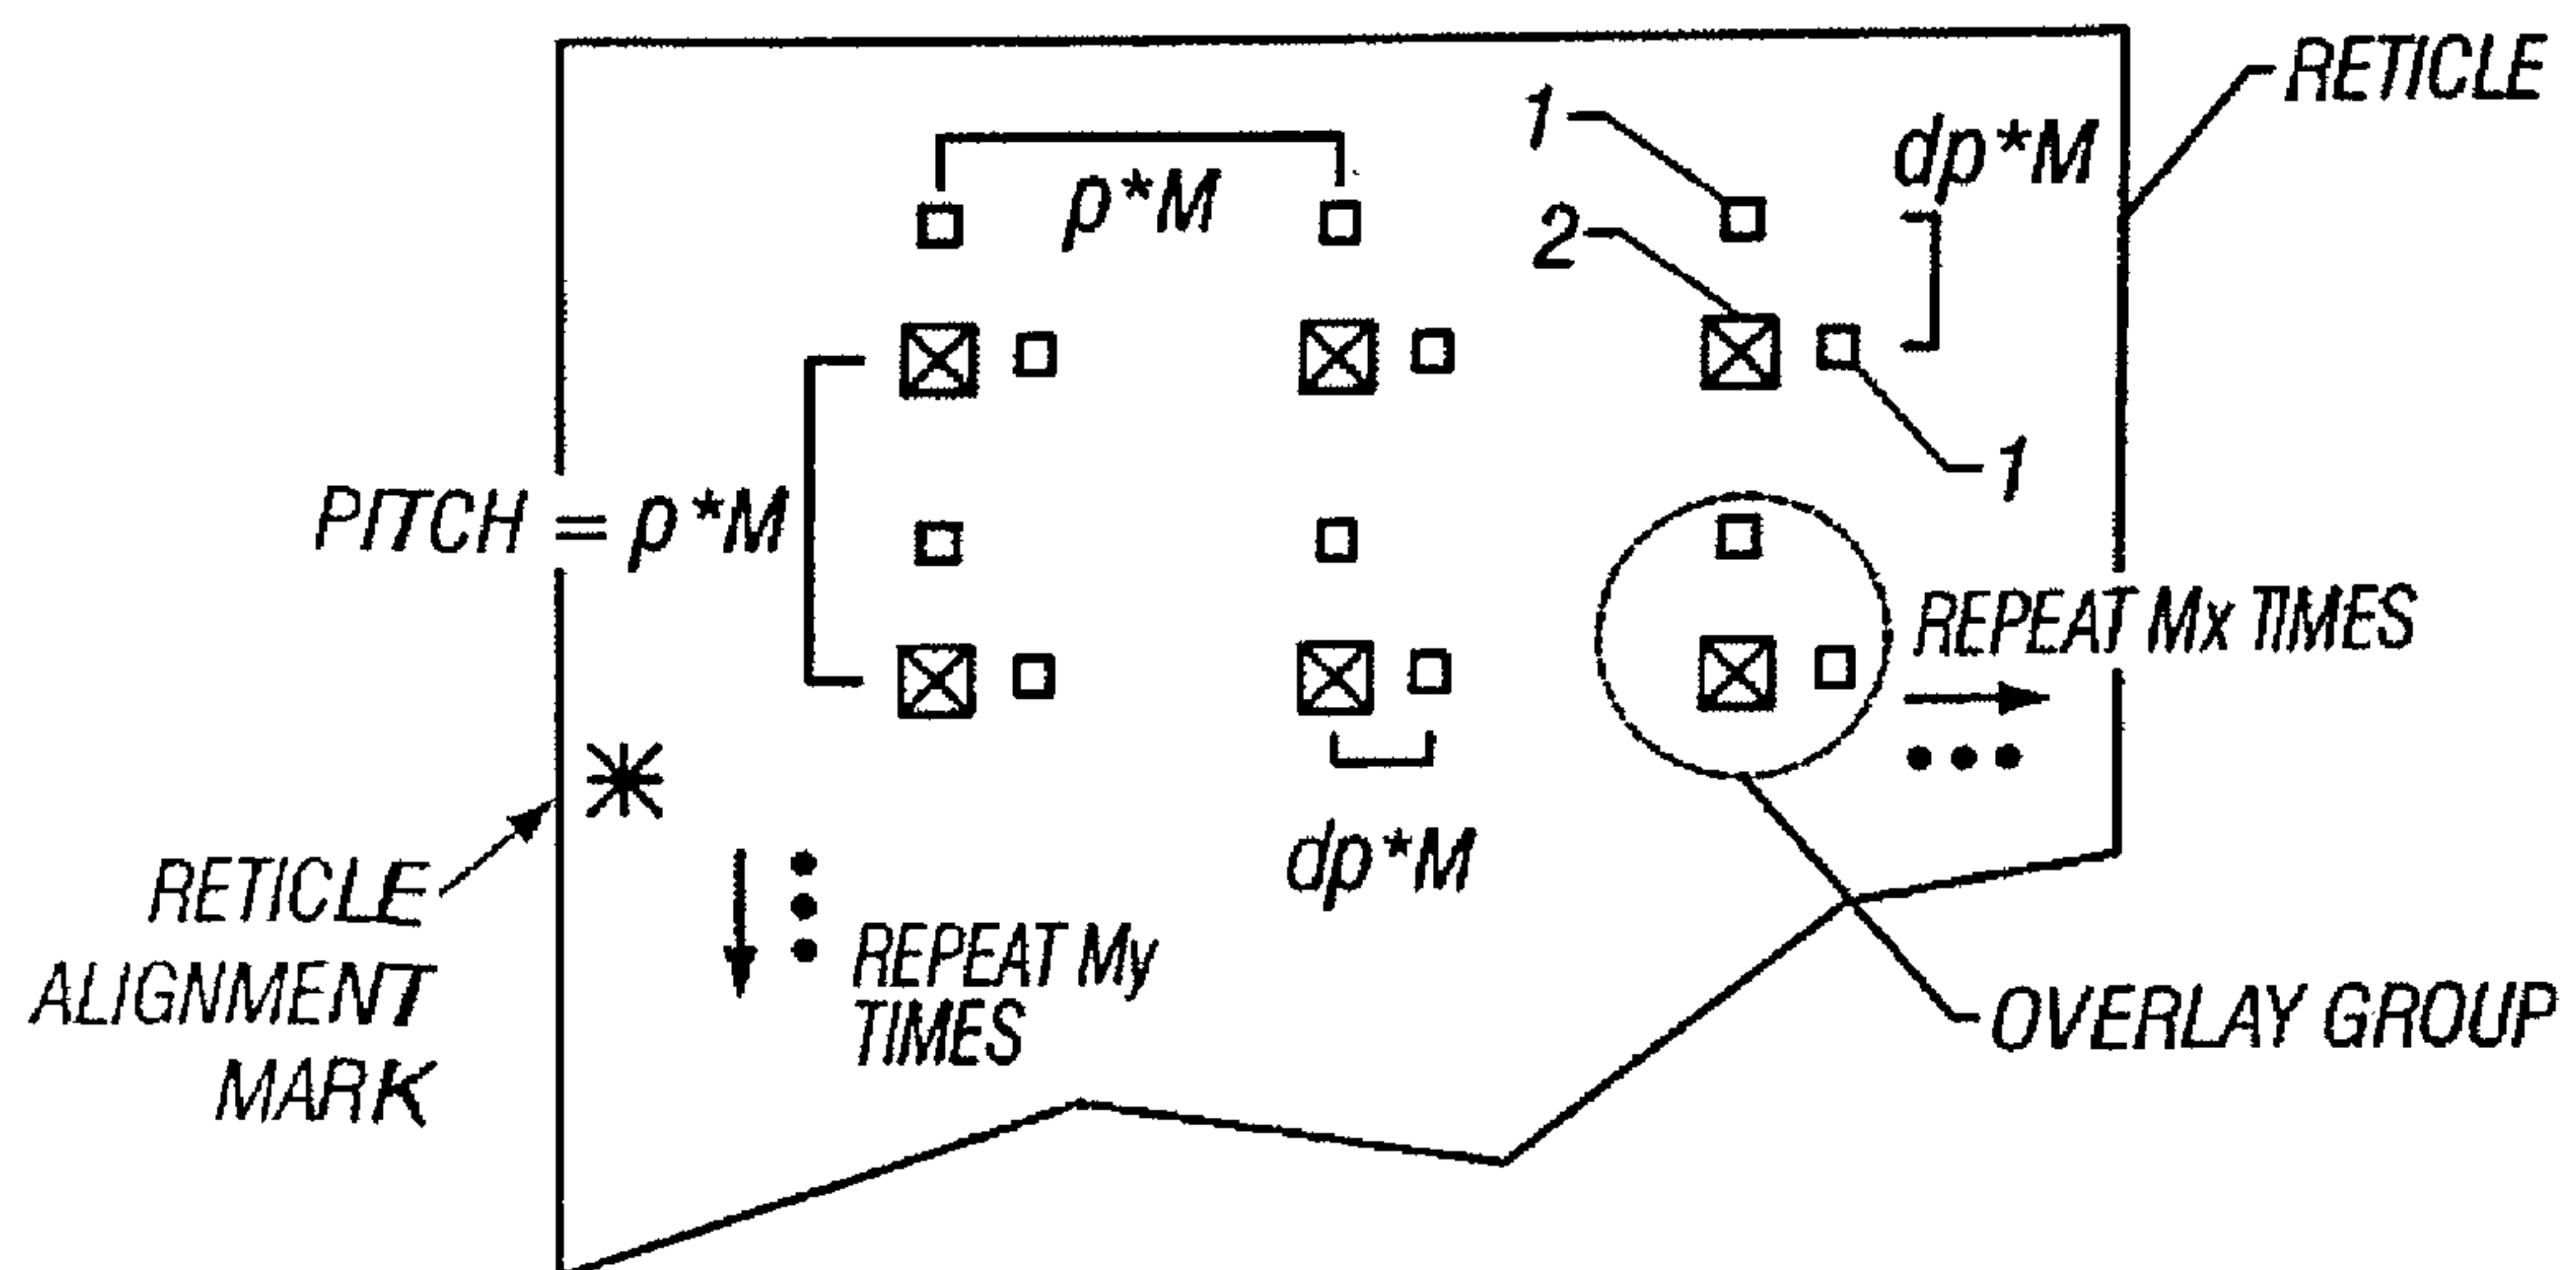 RETICLE
1
dp*M
p*M
2
1
PITCH = p*M
REPEAT Mx TIMES
RETICLE
ALIGNMENT
MARK
dp*M
REPEAT My
TIMES
OVERLAY GROUP